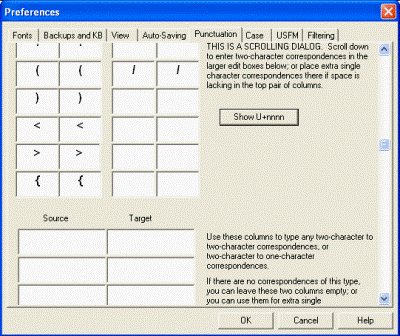 Preferences
Fonts Backups and KB View Auto-Saving Punctuation Case USFM Filtering
THIS IS A SCROLLING DIALOG. Scroll down
to enter two-character correspondences in the
larger edit boxes below; or place extra single
character correspondences there if space is
lacking in the top pair of columns.
( ( / /
) )
Show U+nnnn
< <
> >
{ {
Source Target
Use these columns to type any two-character to
two-character correspondences, or
two-character to one-character
correspondences.
If there are no correspondences of this type,
you can leave these two columns empty; or
you can use them for extra single
OK Cancel Help